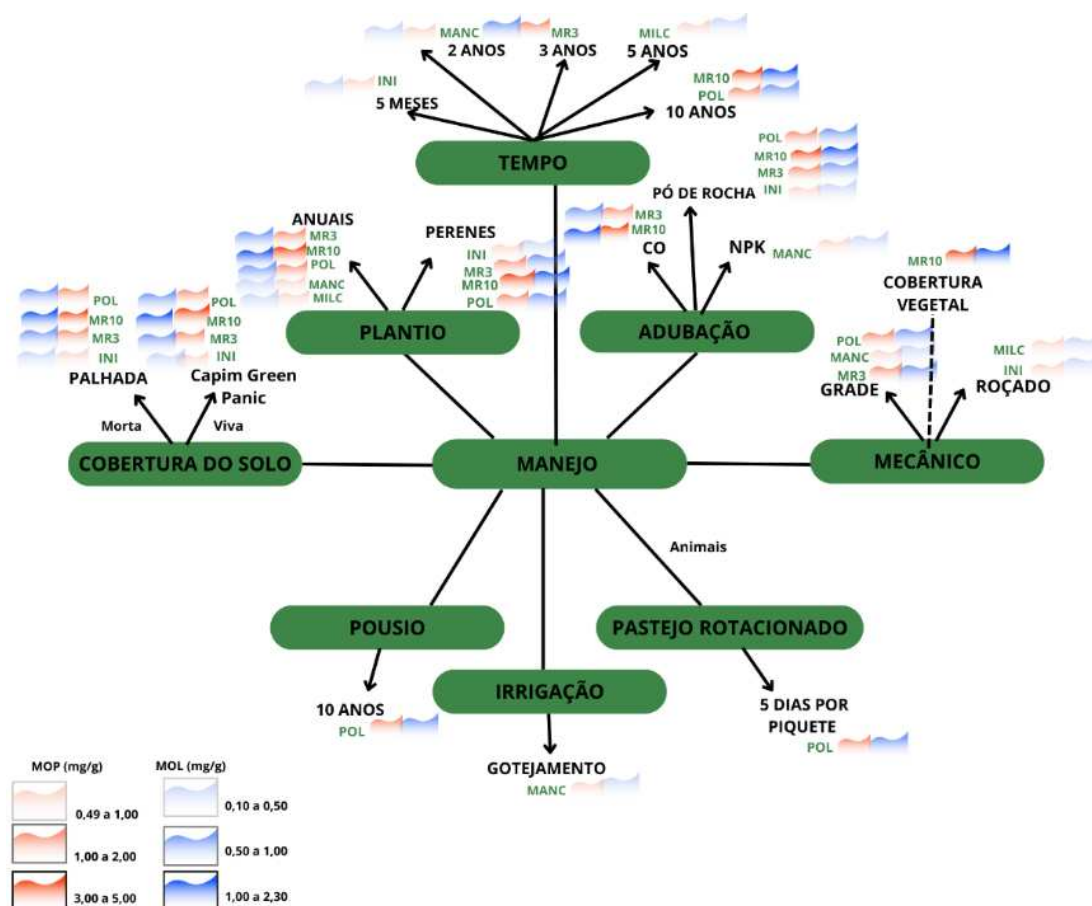 MANC
MR3
MILC
2 ANOS
3 ANOS
5 ANOS
INI
5 MESES
MR10
POL
10 ANOS
TEMPO
POL
MR10
MR3
INI
PÓ DE ROCHA
MR3
MR10
CO
NPK
MANC
ADUBAÇÃO
ANUAIS
MR3
MR10
POL
MANC
MILC
PERENES
INI
MR3
MR10
POL
PLANTIO
MR10
COBERTURA
VEGETAL
POL
MANC
MR3
GRADE
MILC
INI
ROÇADO
MECÂNICO
POL
MR10
MR3
INI
PALHADA
POL
MR10
MR3
INI
Capim Green
Panic
Morta
Viva
COBERTURA DO SOLO
MANEJO
Animais
POUSIO
10 ANOS
POL
IRRIGAÇÃO
GOTEJAMENTO
MANC
PASTEJO ROTACIONADO
5 DIAS POR
PIQUETE
POL
MOP (mg/g)
MOL (mg/g)
0,49 a 1,00
0,10 a 0,50
1,00 a 2,00
0,50 a 1,00
3,00 a 5,00
1,00 a 2,30